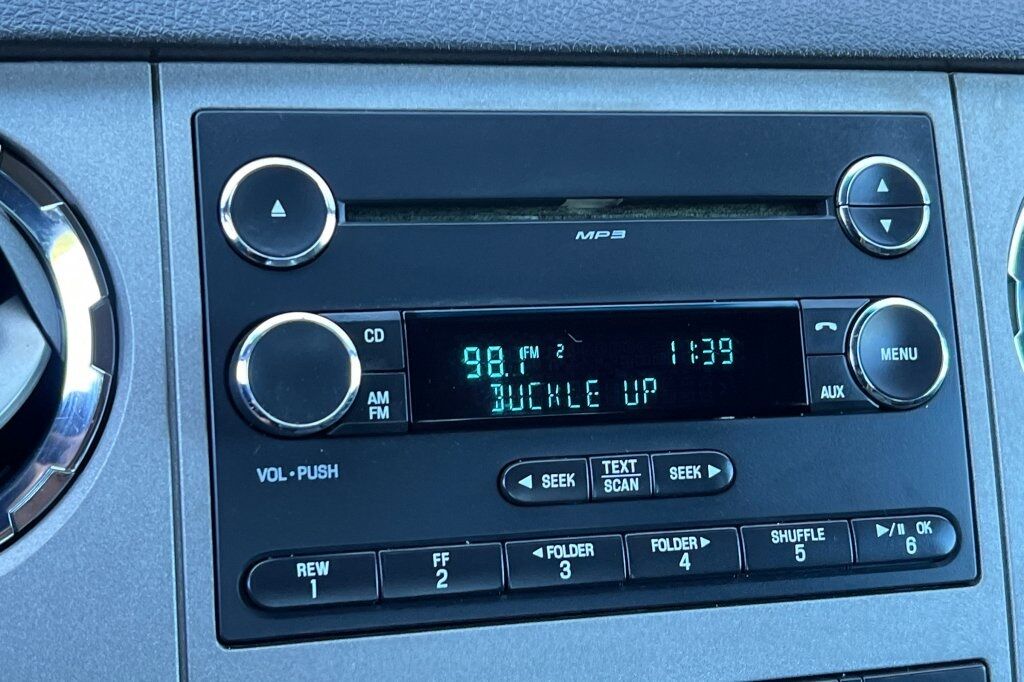 MP3
CD
AM
FM
98.1 FM 2 11:39
BUCKLE UP
AUX
MENU
VOL•PUSH
◀ SEEK
TEXT
SCAN
SEEK ▶
REW
1
FF
2
◀FOLDER
3
FOLDER▶
4
SHUFFLE
5
▶/II OK
6